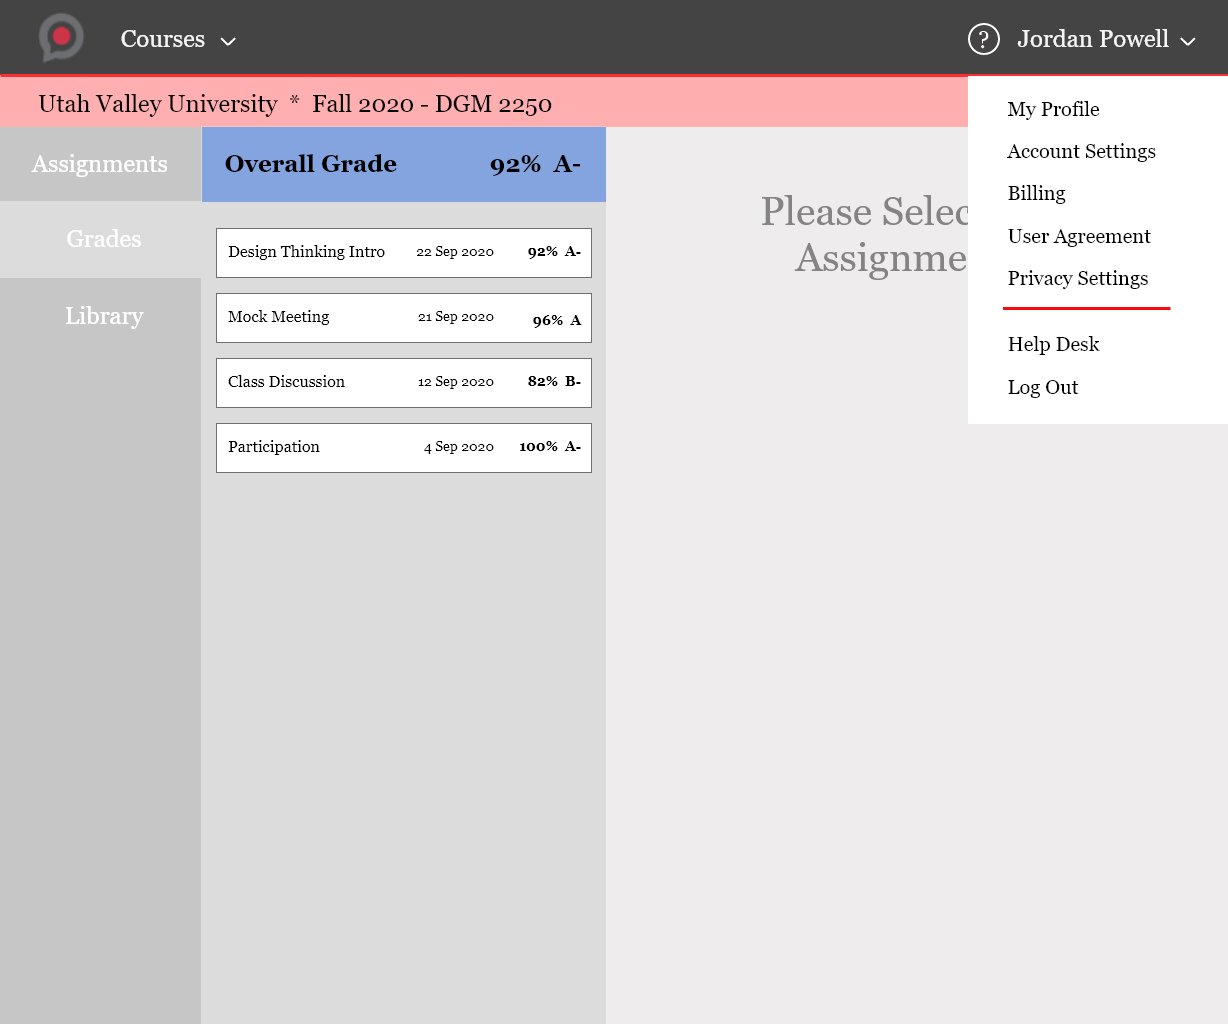 Courses
? Jordan Powell
Utah Valley University * Fall 2020 - DGM 2250
My Profile
Account Settings
Billing
User Agreement
Privacy Settings
Help Desk
Log Out
Assignments
Grades
Library
Overall Grade 92% A-
Design Thinking Intro 22 Sep 2020 92% A-
Mock Meeting 21 Sep 2020 96% A
Class Discussion 12 Sep 2020 82% B-
Participation 4 Sep 2020 100% A-
Please Selec
Assignme